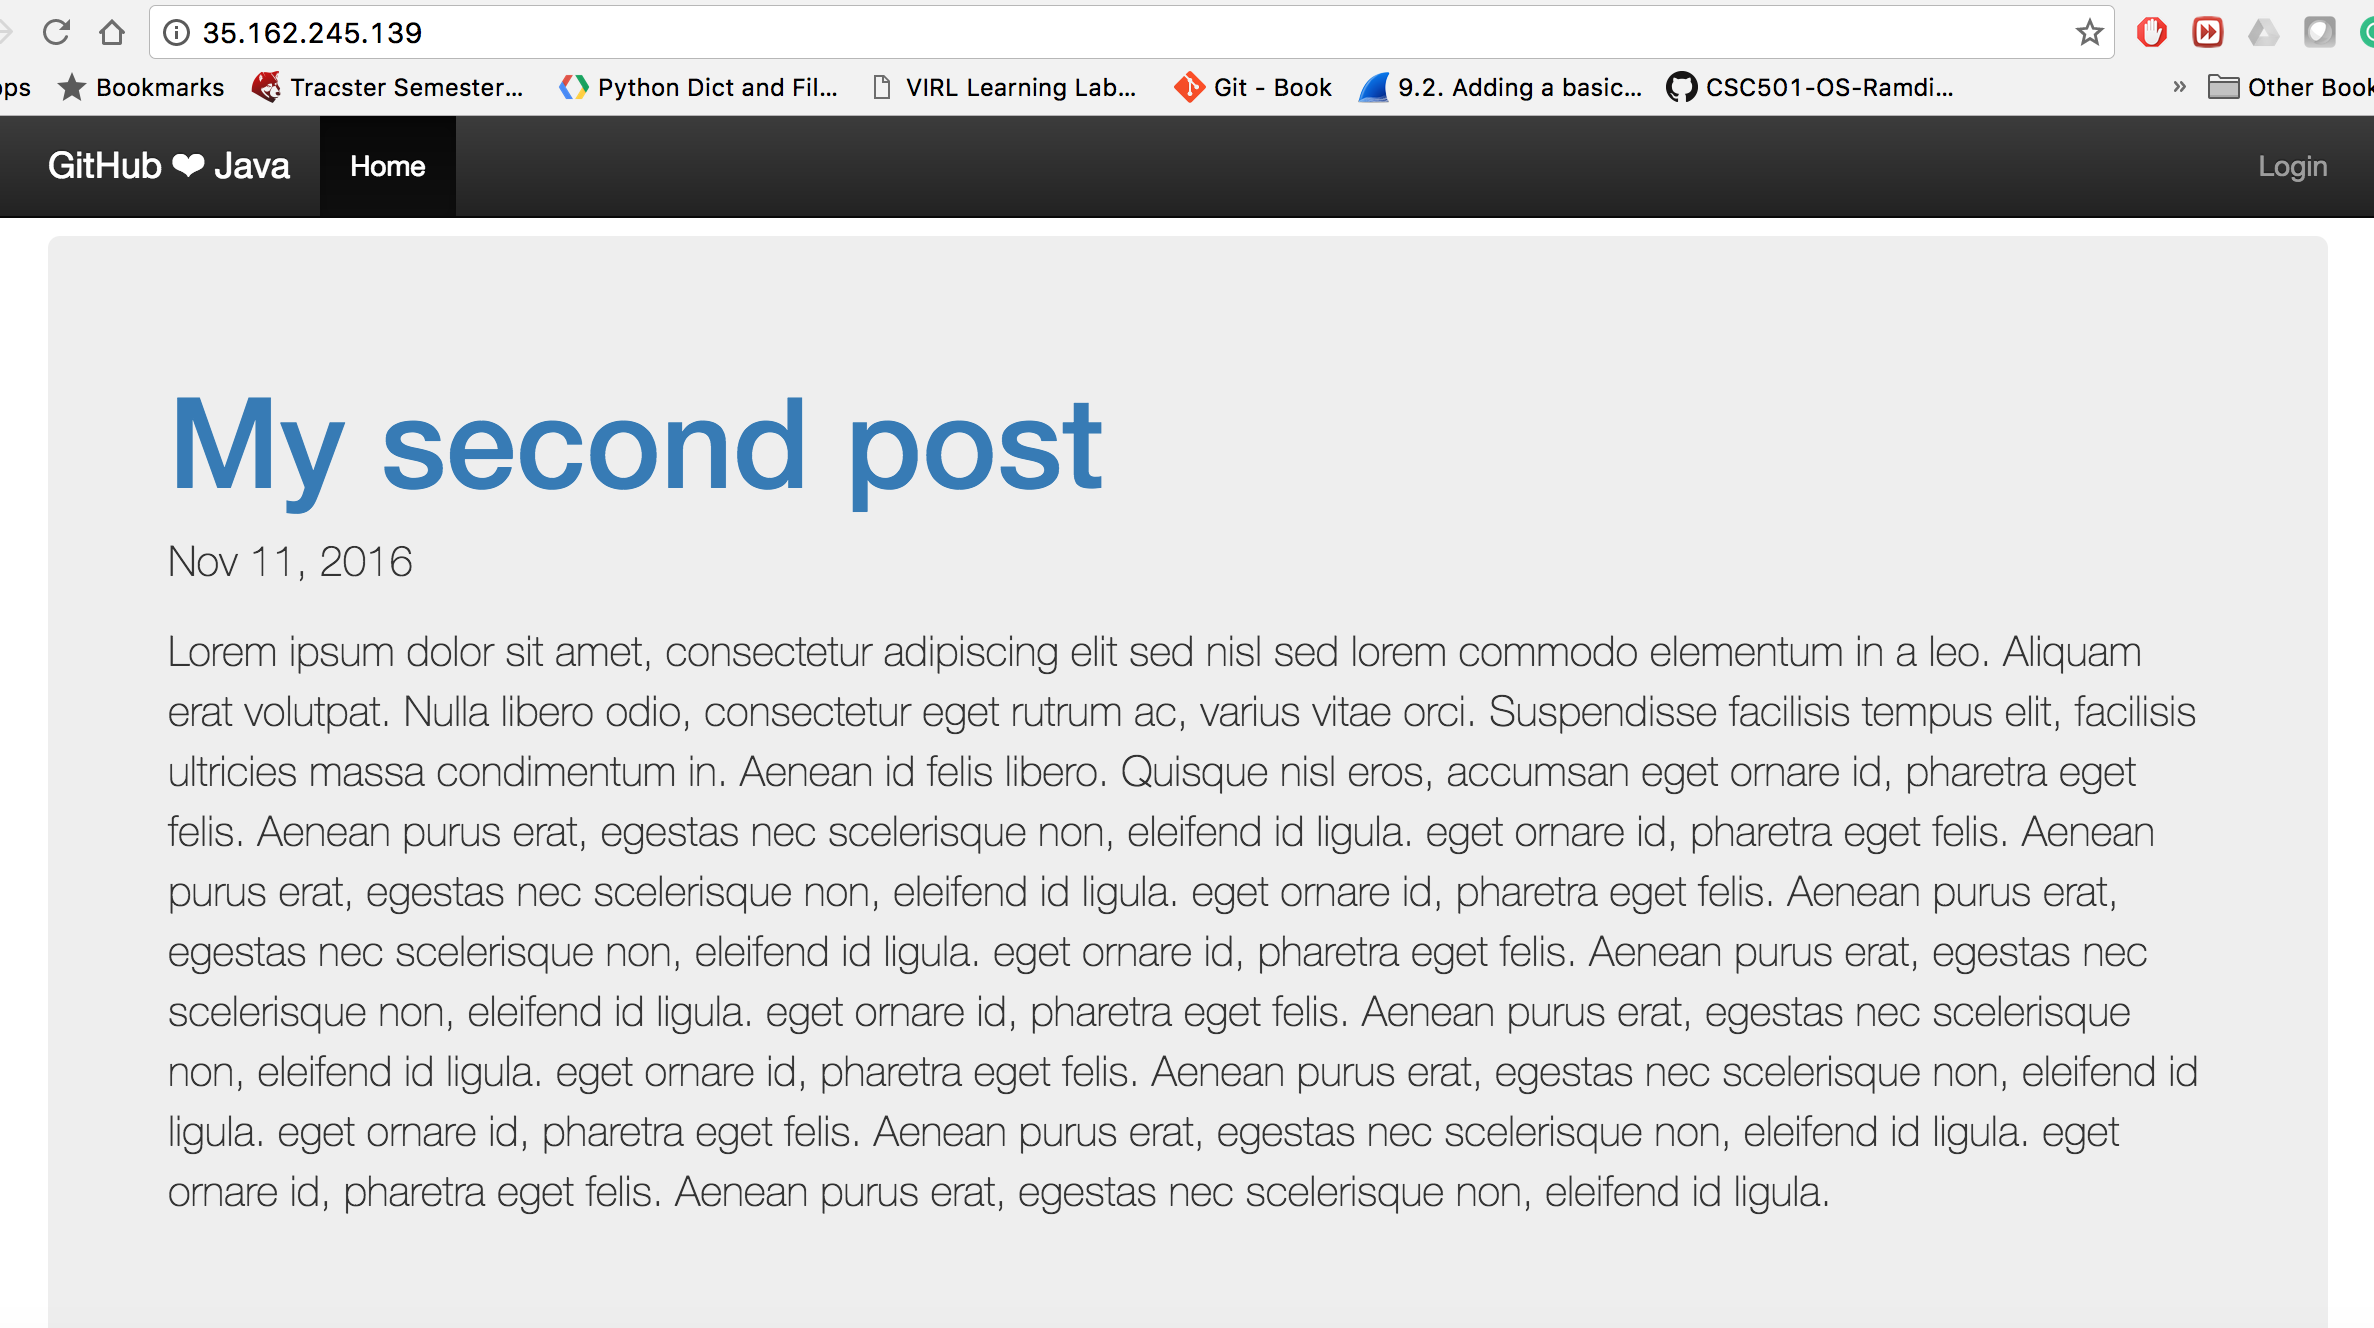 35.162.245.139
ps Bookmarks Tracster Semester... Python Dict and Fil... VIRL Learning Lab... Git - Book 9.2. Adding a basic... CSC501-OS-Ramdi... » Other Book
GitHub ❤ Java Home Login
My second post
Nov 11, 2016
Lorem ipsum dolor sit amet, consectetur adipiscing elit sed nisl sed lorem commodo elementum in a leo. Aliquam
erat volutpat. Nulla libero odio, consectetur eget rutrum ac, varius vitae orci. Suspendisse facilisis tempus elit, facilisis
ultricies massa condimentum in. Aenean id felis libero. Quisque nisl eros, accumsan eget ornare id, pharetra eget
felis. Aenean purus erat, egestas nec scelerisque non, eleifend id ligula. eget ornare id, pharetra eget felis. Aenean
purus erat, egestas nec scelerisque non, eleifend id ligula. eget ornare id, pharetra eget felis. Aenean purus erat,
egestas nec scelerisque non, eleifend id ligula. eget ornare id, pharetra eget felis. Aenean purus erat, egestas nec
scelerisque non, eleifend id ligula. eget ornare id, pharetra eget felis. Aenean purus erat, egestas nec scelerisque
non, eleifend id ligula. eget ornare id, pharetra eget felis. Aenean purus erat, egestas nec scelerisque non, eleifend id
ligula. eget ornare id, pharetra eget felis. Aenean purus erat, egestas nec scelerisque non, eleifend id ligula. eget
ornare id, pharetra eget felis. Aenean purus erat, egestas nec scelerisque non, eleifend id ligula.